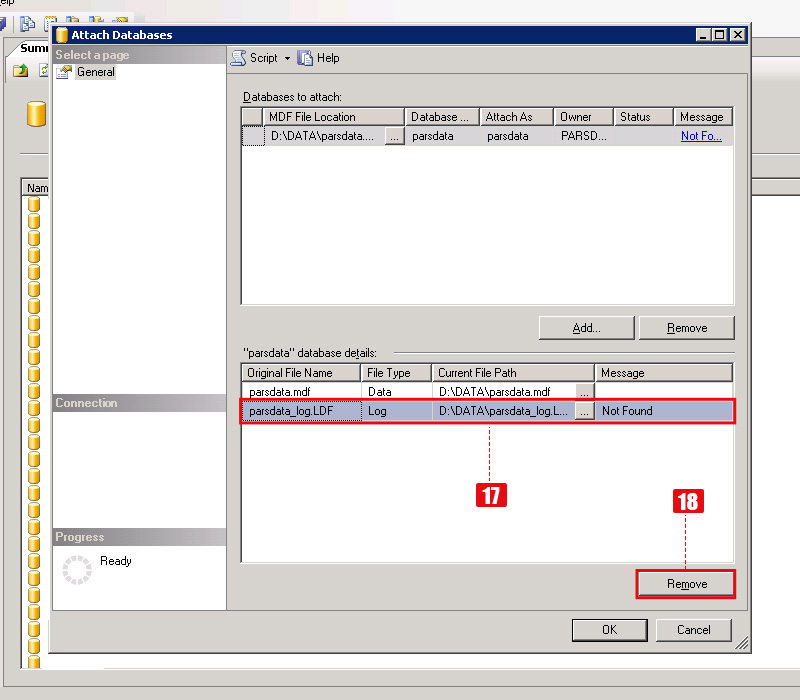 elp
Summ
Nam
Attach Databases
Select a page
General
Connection
Progress
Ready
Script
Help
Databases to attach:
MDF File Location Database ... Attach As Owner Status Message
D:\DATA\parsdata.... ... parsdata parsdata PARSD... Not Fo...
Add... Remove
"parsdata" database details:
Original File Name File Type Current File Path Message
parsdata.mdf Data D:\DATA\parsdata.mdf ...
parsdata_log.LDF Log D:\DATA\parsdata_log.L... ... Not Found
17
18
Remove
OK Cancel